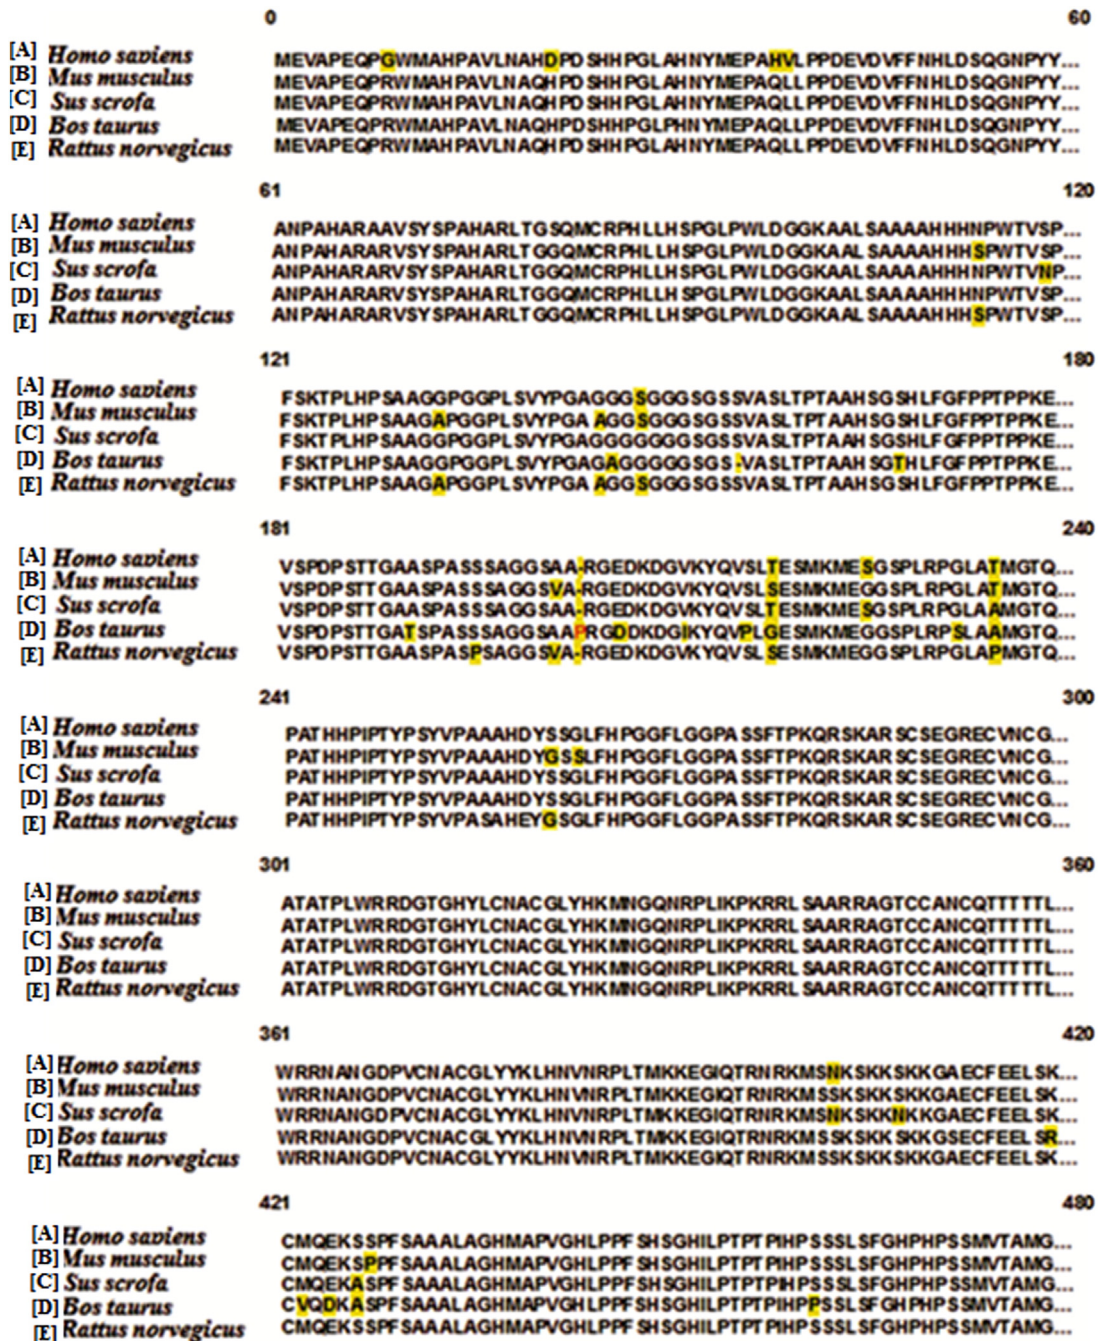 0 60
[A] Homo sapiens MEVAPEQPGWMAHPAVLNAHDPDSHHPGLAHNYMEPAHVLPPDEVDVFFNHLDSQGNPYY...
[B] Mus musculus MEVAPEQPRWMAHPAVLNAQHPDSHHPGLAHNYMEPAQLLPPDEVDVFFNHLDSQGNPYY...
[C] Sus scrofa MEVAPEQPRWMAHPAVLNAQHPDSHHPGLAHNYMEPAQLLPPDEVDVFFNHLDSQGNPYY...
[D] Bos taurus MEVAPEQPRWMAHPAVLNAQHPDSHHPGLPHNYMEPAQLLPPDEVDVFFNHLDSQGNPYY...
[E] Rattus norvegicus MEVAPEQPRWMAHPAVLNAQHPDSHHPGLAHNYMEPAQLLPPDEVDVFFNHLDSQGNPYY...
61 120
[A] Homo sapiens ANPAHARAAVSYSPAHARLTGSQMCRPHLLHSPGLPWLDGGKAALSAAAAHHHNPWTVSP...
[B] Mus musculus ANPAHARARVSYSPAHARLTGGQMCRPHLLHSPGLPWLDGGKAALSAAAAHHHSPWTVSP...
[C] Sus scrofa ANPAHARARVSYSPAHARLTGGQMCRPHLLHSPGLPWLDGGKAALSAAAAHHHNPWTVNP...
[D] Bos taurus ANPAHARARVSYSPAHARLTGGQMCRPHLLHSPGLPWLDGGKAALSAAAAHHHNPWTVSP...
[E] Rattus norvegicus ANPAHARARVSYSPAHARLTGGQMCRPHLLHSPGLPWLDGGKAALSAAAAHHHSPWTVSP...
121 180
[A] Homo sapiens FSKTPLHPSAAGGPGGPLSVYPGAGGGSGGGSGSSVASLTPTAAHSGSHLFGFPPTPPKE...
[B] Mus musculus FSKTPLHPSAAGAPGGPLSVYPGAAGGSGGGSGSSVASLTPTAAHSGSHLFGFPPTPPKE...
[C] Sus scrofa FSKTPLHPSAAGGPGGPLSVYPGAGGGGGGGSGSSVASLTPTAAHSGSHLFGFPPTPPKE...
[D] Bos taurus FSKTPLHPSAAGGPGGPLSVYPGAGAGGGGGSGS-VASLTPTAAHSGTHLFGFPPTPPKE...
[E] Rattus norvegicus FSKTPLHPSAAGAPGGPLSVYPGAAGGSGGGSGSSVASLTPTAAHSGSHLFGFPPTPPKE...
181 240
[A] Homo sapiens VSPDPSTTGAASPASSSAGGSAA-RGEDKDGVKYQVSLTESMKMESGSPLRPGLATMGTQ...
[B] Mus musculus VSPDPSTTGAASPASSSAGGSVA-RGEDKDGVKYQVSLSESMKMEGGSPLRPGLATMGTQ...
[C] Sus scrofa VSPDPSTTGAASPASSSAGGSAA-RGEDKDGVKYQVSLTESMKMESGSPLRPGLAAMGTQ...
[D] Bos taurus VSPDPSTTGATSPASSSAGGSAAPRGDDKDGIKYQVPLGESMKMEGGSPLRPSLAAMGTQ...
[E] Rattus norvegicus VSPDPSTTGAASPASPSAGGSVA-RGEDKDGVKYQVSLSESMKMEGGSPLRPGLAPMGTQ...
241 300
[A] Homo sapiens PATHHPIPTYPSYVPAAAHDYSSGLFHPGGFLGGPASSFTPKQRSKARSCSEGRECVNCG...
[B] Mus musculus PATHHPIPTYPSYVPAAAHDYGSSLFHPGGFLGGPASSFTPKQRSKARSCSEGRECVNCG...
[C] Sus scrofa PATHHPIPTYPSYVPAAAHDYSSGLFHPGGFLGGPASSFTPKQRSKARSCSEGRECVNCG...
[D] Bos taurus PATHHPIPTYPSYVPAAAHDYSSGLFHPGGFLGGPASSFTPKQRSKARSCSEGRECVNCG...
[E] Rattus norvegicus PATHHPIPTYPSYVPASAHEYGSGLFHPGGFLGGPASSFTPKQRSKARSCSEGRECVNCG...
301 360
[A] Homo sapiens ATATPLWRRDGTGHYLCNACGLYHKMNGQNRPLIKPKRRLSAARRAGTCCANCQTTTTTL...
[B] Mus musculus ATATPLWRRDGTGHYLCNACGLYHKMNGQNRPLIKPKRRLSAARRAGTCCANCQTTTTTL...
[C] Sus scrofa ATATPLWRRDGTGHYLCNACGLYHKMNGQNRPLIKPKRRLSAARRAGTCCANCQTTTTTL...
[D] Bos taurus ATATPLWRRDGTGHYLCNACGLYHKMNGQNRPLIKPKRRLSAARRAGTCCANCQTTTTTL...
[E] Rattus norvegicus ATATPLWRRDGTGHYLCNACGLYHKMNGQNRPLIKPKRRLSAARRAGTCCANCQTTTTTL...
361 420
[A] Homo sapiens WRRNANGDPVCNACGLYYKLHNVNRPLTMKKEGIQTRNRKMSNKSKKSKKGAECFEELSK...
[B] Mus musculus WRRNANGDPVCNACGLYYKLHNVNRPLTMKKEGIQTRNRKMSSKSKKSKKGAECFEELSK...
[C] Sus scrofa WRRNANGDPVCNACGLYYKLHNVNRPLTMKKEGIQTRNRKMSNKSKKNKKGAECFEELSK...
[D] Bos taurus WRRNANGDPVCNACGLYYKLHNVNRPLTMKKEGIQTRNRKMSSKSKKSKKGSECFEELSR...
[E] Rattus norvegicus WRRNANGDPVCNACGLYYKLHNVNRPLTMKKEGIQTRNRKMSSKSKKSKKGAECFEELSK...
421 480
[A] Homo sapiens CMQEKSSPFSAAALAGHMAPVGHLPPFSHSGHILPTPTPIHPSSSLSFGHPHPSSMVTAMG...
[B] Mus musculus CMQEKSPPFSAAALAGHMAPVGHLPPFSHSGHILPTPTPIHPSSSLSFGHPHPSSMVTAMG...
[C] Sus scrofa CMQEKASPFSAAALAGHMAPVGHLPPFSHSGHILPTPTPIHPSSSLSFGHPHPSSMVTAMG...
[D] Bos taurus CVQDKASPFSAAALAGHMAPVGHLPPFSHSGHILPTPTPIHPPSSLSFGHPHPSSMVTAMG...
[E] Rattus norvegicus CMQEKSSPFSAAALAGHMAPVGHLPPFSHSGHILPTPTPIHPSSSLSFGHPHPSSMVTAMG...